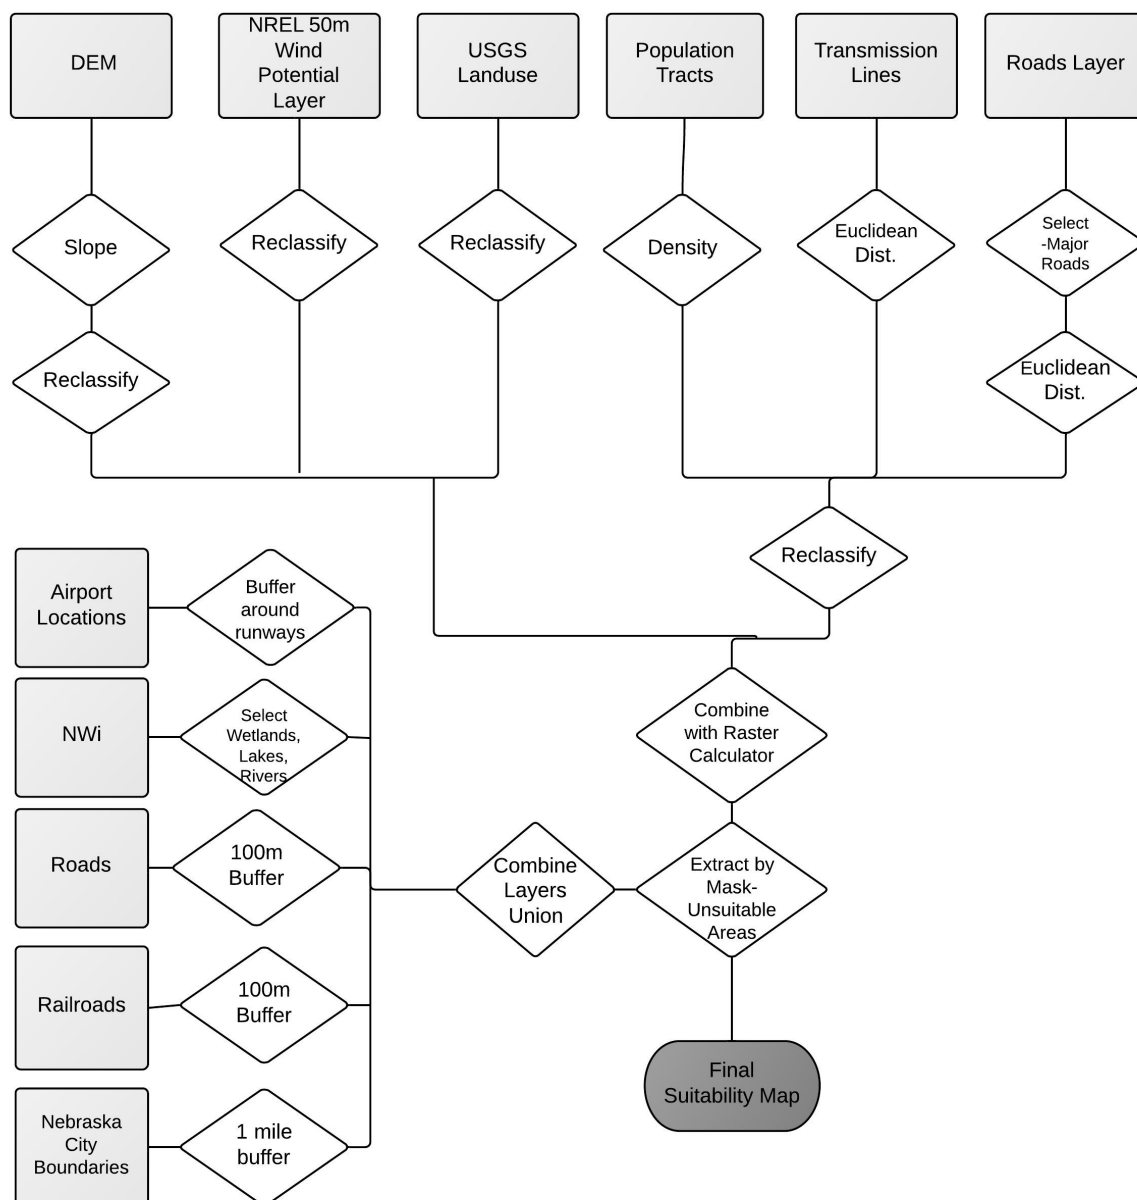 DEM
NREL 50m
Wind
Potential
Layer
USGS
Landuse
Population
Tracts
Transmission
Lines
Roads Layer
Slope
Reclassify
Reclassify
Density
Euclidean
Dist.
Select
-Major
Roads
Reclassify
Euclidean
Dist.
Reclassify
Airport
Locations
Buffer
around
runways
NWi
Select
Wetlands,
Lakes,
Rivers
Combine
with Raster
Calculator
Roads
100m
Buffer
Combine
Layers
Union
Extract by
Mask-
Unsuitable
Areas
Railroads
100m
Buffer
Final
Suitability Map
Nebraska
City
Boundaries
1 mile
buffer